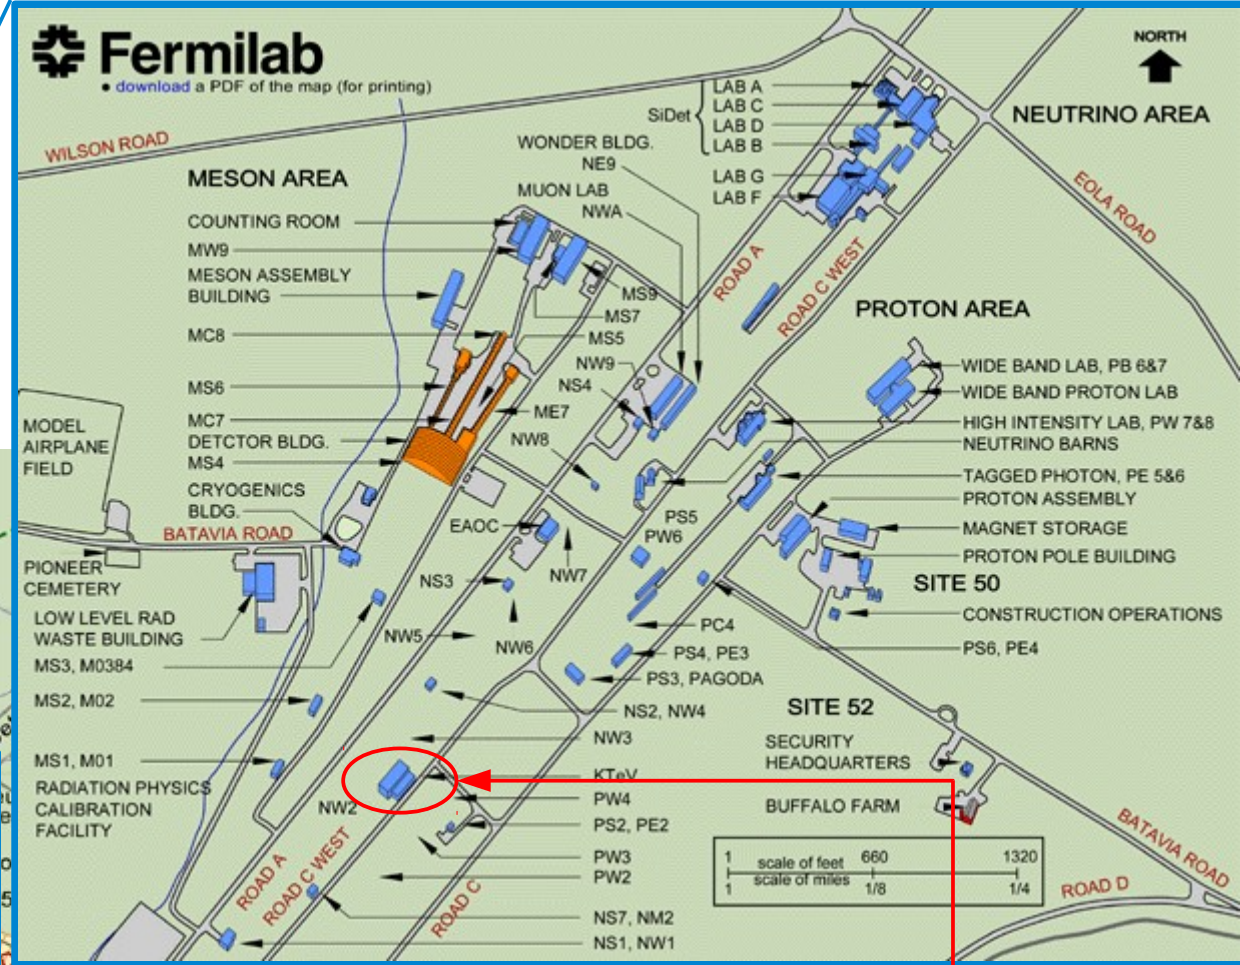 Fermilab
• download a PDF of the map (for printing)
NORTH
NEUTRINO AREA
WILSON ROAD
SiDet
LAB A
LAB C
LAB D
LAB B
LAB G
LAB F
EOLA ROAD
WONDER BLDG.
NE9
MUON LAB
NWA
MESON AREA
COUNTING ROOM
MW9
MESON ASSEMBLY
BUILDING
MC8
MS6
MC7
DETCTOR BLDG.
MS4
CRYOGENICS
BLDG.
MS9
MS7
MS5
NW9
NS4
ME7
NW8
ROAD A
ROAD C WEST
PROTON AREA
WIDE BAND LAB, PB 6&7
WIDE BAND PROTON LAB
HIGH INTENSITY LAB, PW 7&8
NEUTRINO BARNS
TAGGED PHOTON, PE 5&6
PROTON ASSEMBLY
MAGNET STORAGE
PROTON POLE BUILDING
SITE 50
CONSTRUCTION OPERATIONS
PS6, PE4
MODEL
AIRPLANE
FIELD
BATAVIA ROAD
PIONEER
CEMETERY
LOW LEVEL RAD
WASTE BUILDING
MS3, M0384
MS2, M02
MS1, M01
RADIATION PHYSICS
CALIBRATION
FACILITY
EAOC
PS5
PW6
NW7
NS3
NW5
NW6
PC4
PS4, PE3
PS3, PAGODA
NS2, NW4
NW3
KTeV
NW2
PW4
PS2, PE2
PW3
PW2
NS7, NM2
NS1, NW1
ROAD A
ROAD C WEST
ROAD C
SITE 52
SECURITY
HEADQUARTERS
BUFFALO FARM
BATAVIA ROAD
ROAD D
1 660 1320
scale of feet
scale of miles
1 1/8 1/4